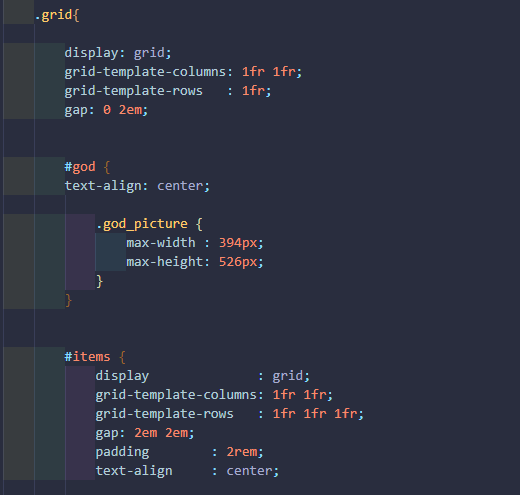 .grid{
display: grid;
grid-template-columns: 1fr 1fr;
grid-template-rows   : 1fr;
gap: 0 2em;
#god {
text-align: center;
.god_picture {
max-width : 394px;
max-height: 526px;
}
}
#items {
display              : grid;
grid-template-columns: 1fr 1fr;
grid-template-rows   : 1fr 1fr 1fr;
gap: 2em 2em;
padding        : 2rem;
text-align     : center;